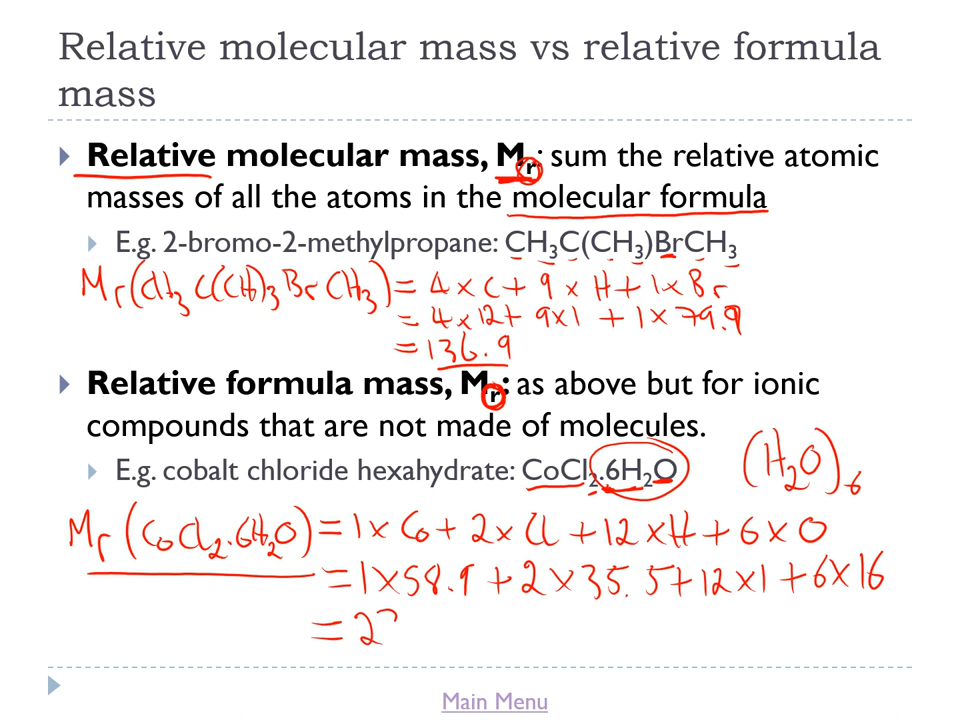 Relative molecular mass vs relative formula
mass
Relative molecular mass, Mᵣ: sum the relative atomic
masses of all the atoms in the molecular formula
E.g. 2-bromo-2-methylpropane: CH₃C(CH₃)BrCH₃
Mr(CH₃C(CH)₃BrCH₃) = 4×C + 9×H + 1×Br
= 4×12 + 9×1 + 1×79.9
= 136.9
Relative formula mass, Mᵣ: as above but for ionic
compounds that are not made of molecules.
E.g. cobalt chloride hexahydrate: CoCl₂.6H₂O
(H₂O)₆
Mr(CoCl₂.6H₂O) = 1×Co + 2×Cl + 12×H + 6×O
= 1×58.9 + 2×35.5 + 12×1 + 6×16
= 2
Main Menu